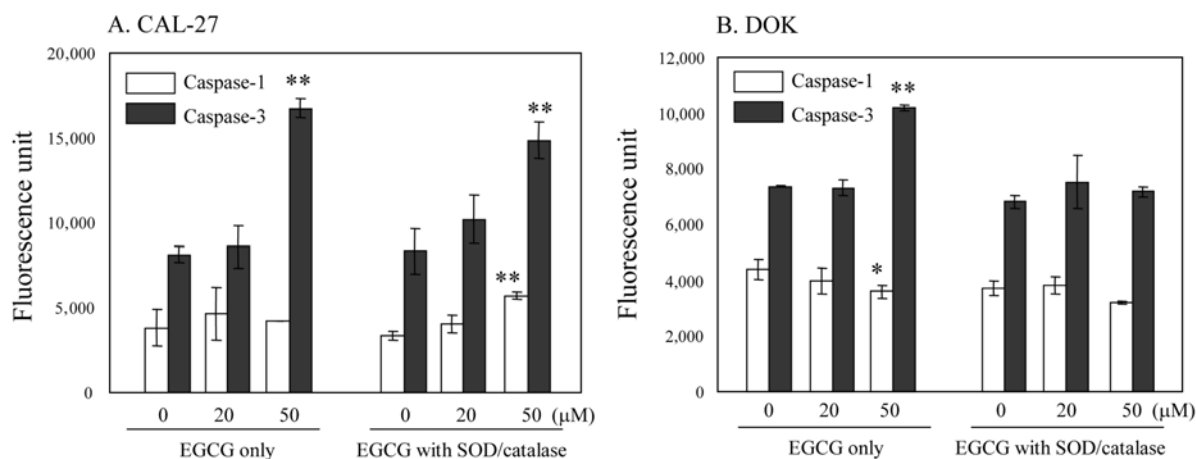 A. CAL-27
Fluorescence unit
20,000
15,000
10,000
5,000
0
Caspase-1
Caspase-3
**
**
**
0 20 50 0 20 50 (μM)
EGCG only EGCG with SOD/catalase
B. DOK
Fluorescence unit
12,000
10,000
8,000
6,000
4,000
2,000
0
Caspase-1
Caspase-3
**
*
0 20 50 0 20 50 (μM)
EGCG only EGCG with SOD/catalase